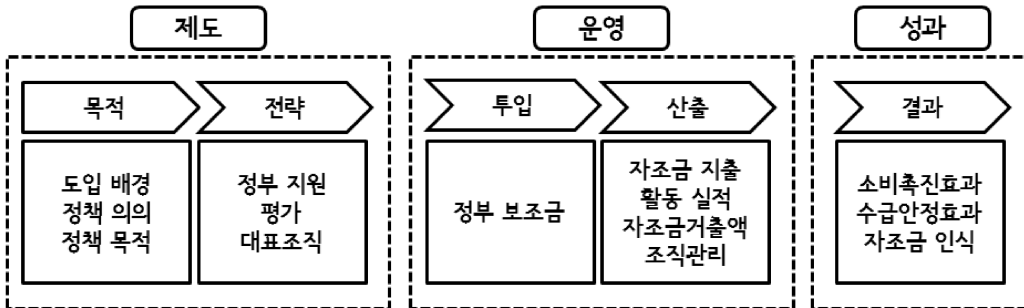 제도
목적
전략
도입 배경
정책 의의
정책 목적
정부 지원
평가
대표조직
운영
투입
산출
정부 보조금
자조금 지출
활동 실적
자조금거출액
조직관리
성과
결과
소비촉진효과
수급안정효과
자조금 인식